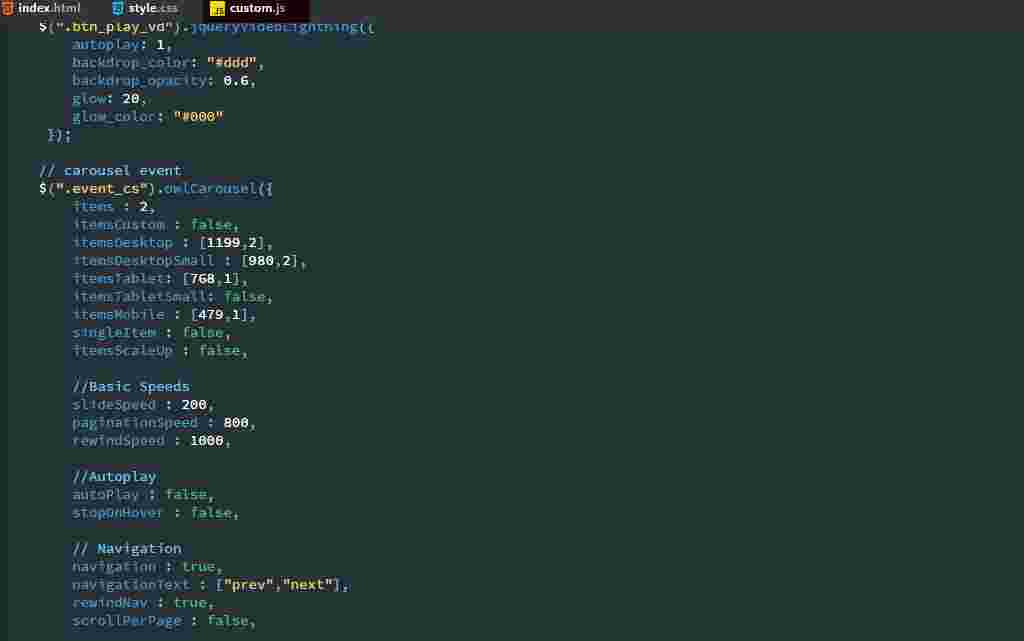 index.html style.css custom.js
$(".btn_play_vd").jqueryVideoLightning({
autoplay: 1,
backdrop_color: "#ddd",
backdrop_opacity: 0.6,
glow: 20,
glow_color: "#000"
});
// carousel event
$(".event_cs").owlCarousel({
items : 2,
itemsCustom : false,
itemsDesktop : [1199,2],
itemsDesktopSmall : [980,2],
itemsTablet: [768,1],
itemsTabletSmall: false,
itemsMobile : [479,1],
singleItem : false,
itemsScaleUp : false,
//Basic Speeds
slideSpeed : 200,
paginationSpeed : 800,
rewindSpeed : 1000,
//Autoplay
autoPlay : false,
stopOnHover : false,
// Navigation
navigation : true,
navigationText : ["prev","next"],
rewindNav : true,
scrollPerPage : false,